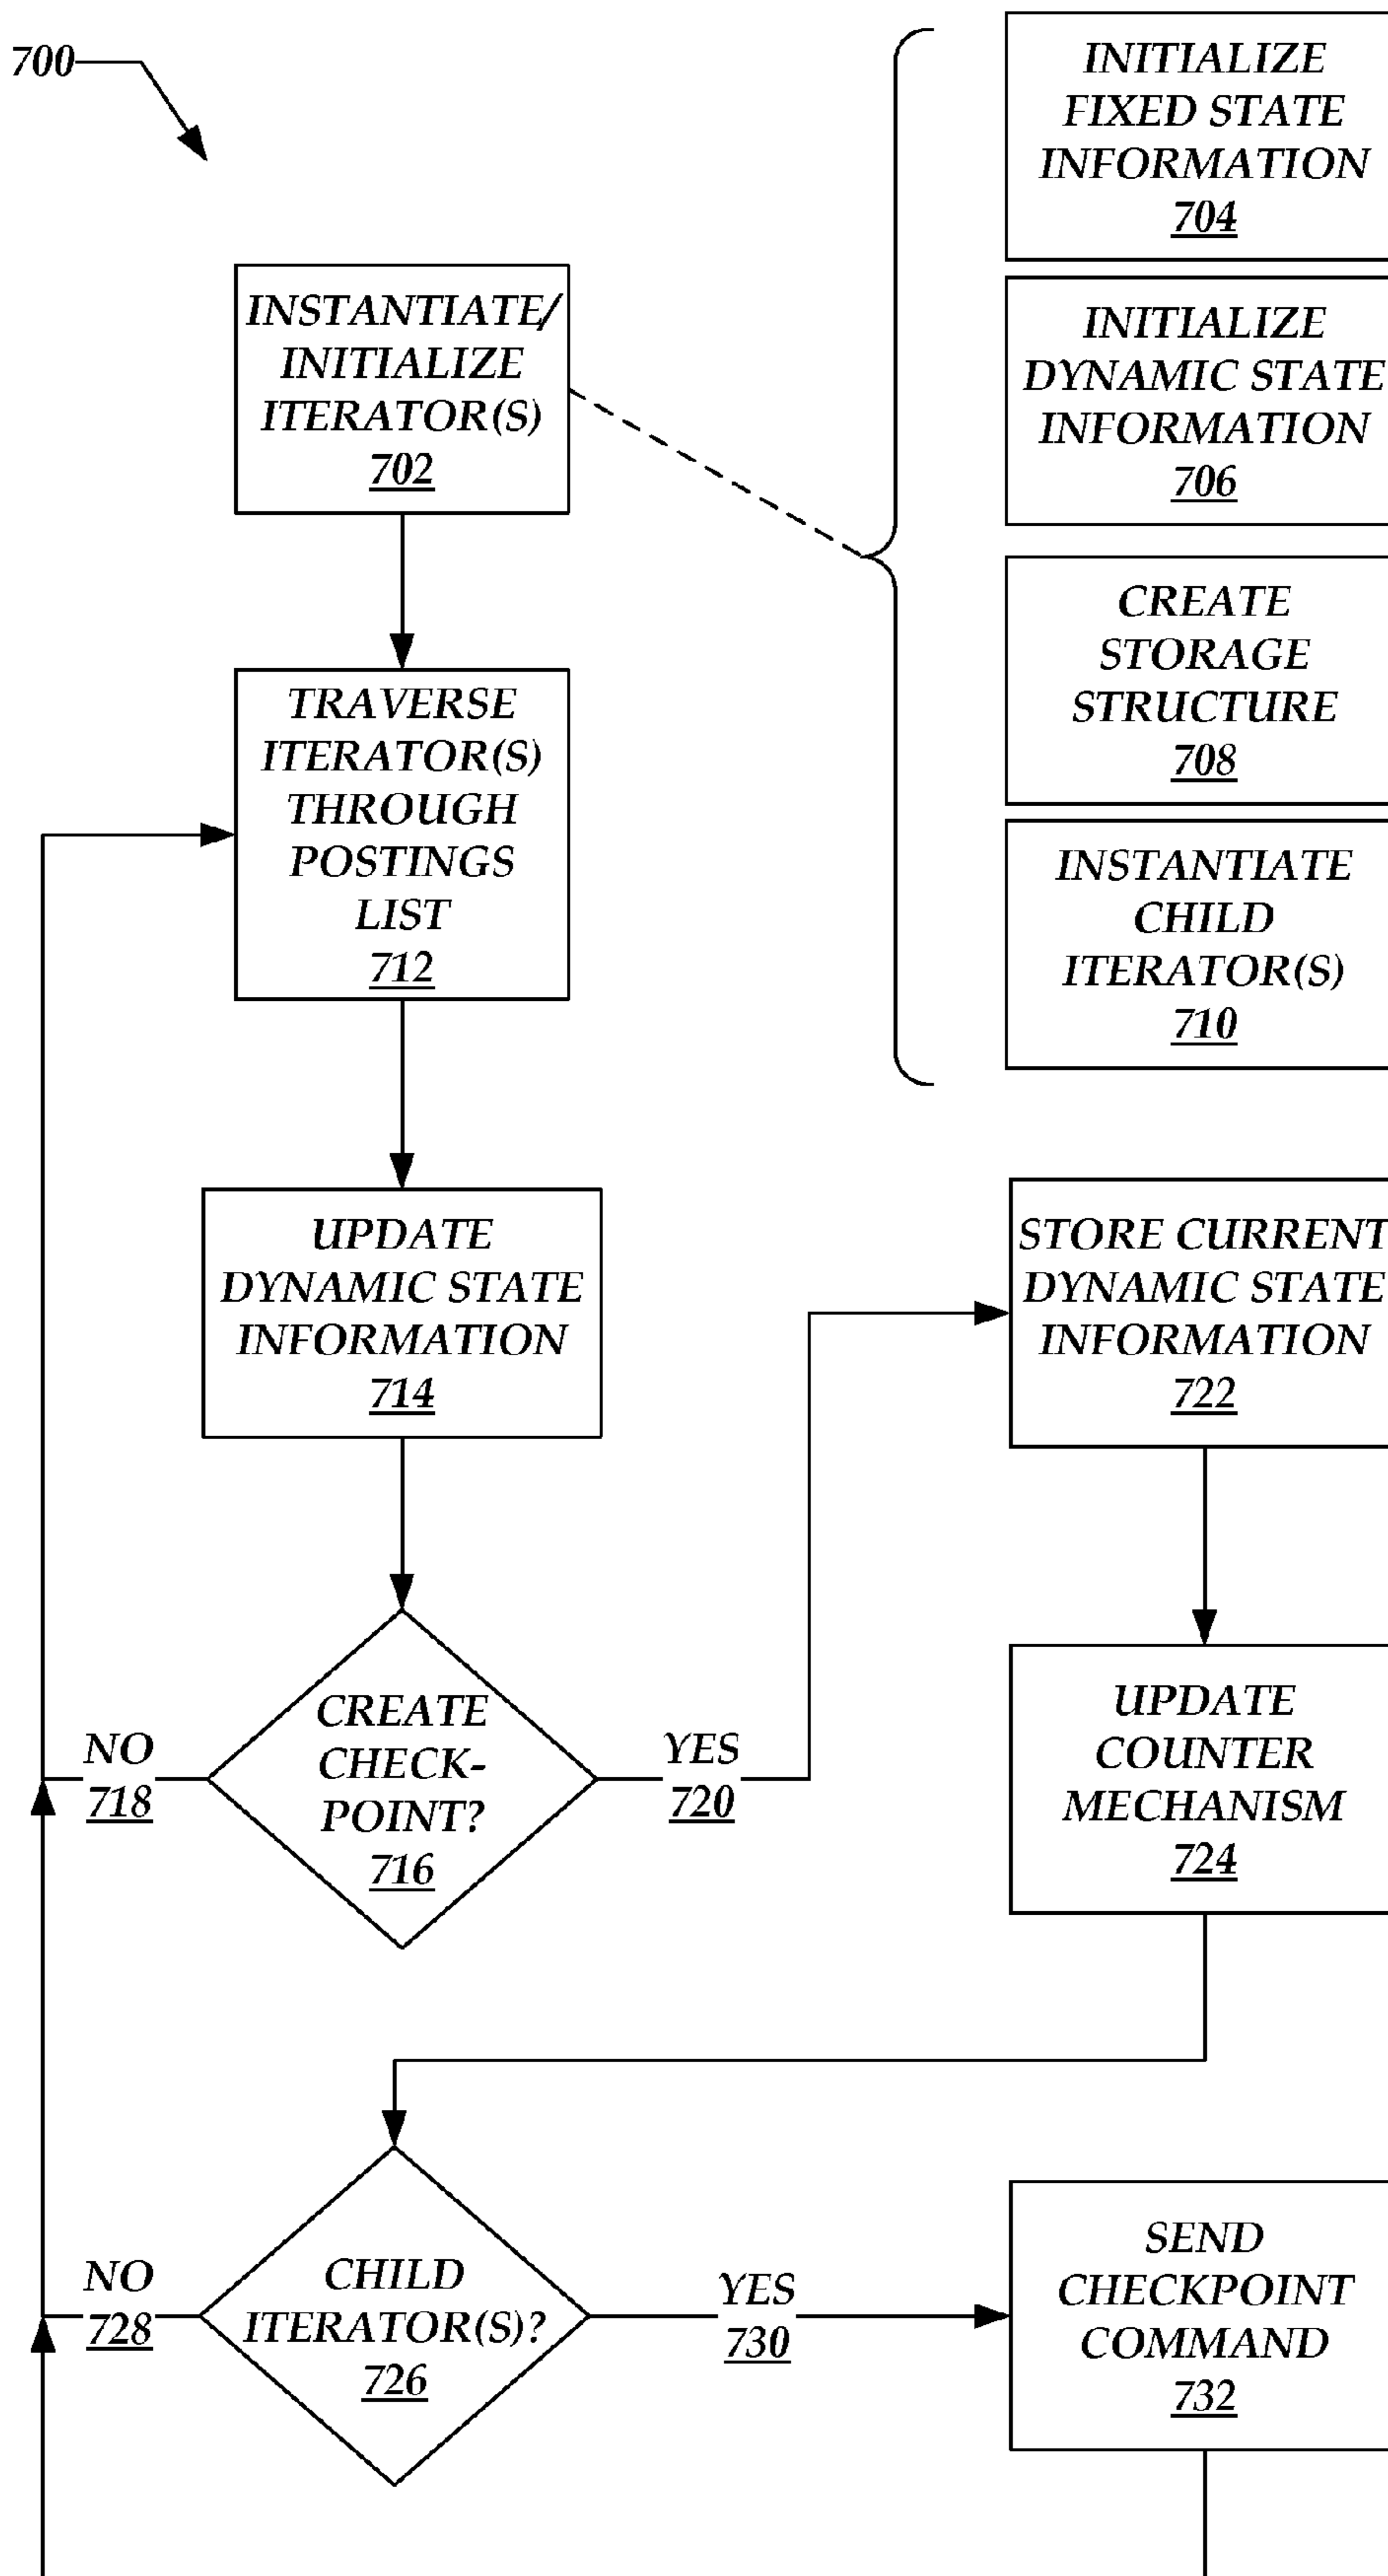 700
INITIALIZE
FIXED STATE
INFORMATION
704
INSTANTIATE/
INITIALIZE
ITERATOR(S)
702
INITIALIZE
DYNAMIC STATE
INFORMATION
706
CREATE
STORAGE
STRUCTURE
708
TRAVERSE
ITERATOR(S)
THROUGH
POSTINGS
LIST
712
INSTANTIATE
CHILD
ITERATOR(S)
710
UPDATE
DYNAMIC STATE
INFORMATION
714
STORE CURRENT
DYNAMIC STATE
INFORMATION
722
CREATE
CHECK-
POINT?
716
NO
718
YES
720
UPDATE
COUNTER
MECHANISM
724
CHILD
ITERATOR(S)?
726
NO
728
YES
730
SEND
CHECKPOINT
COMMAND
732